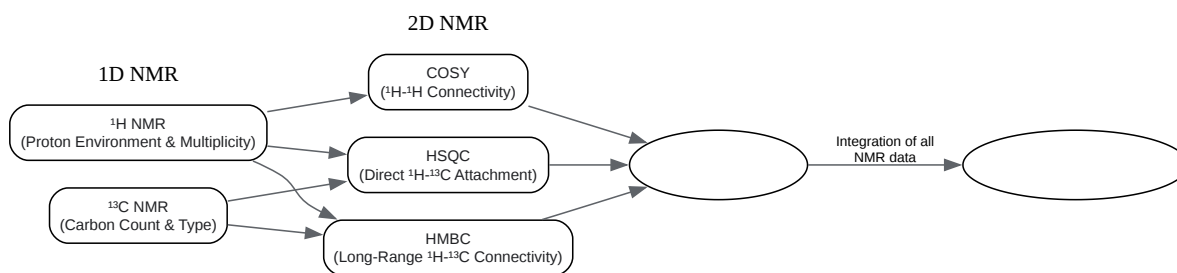 2D NMR
1D NMR
COSY
(¹H-¹H Connectivity)
¹H NMR
(Proton Environment & Multiplicity)
HSQC
(Direct ¹H-¹³C Attachment)
Integration of all
NMR data
¹³C NMR
(Carbon Count & Type)
HMBC
(Long-Range ¹H-¹³C Connectivity)